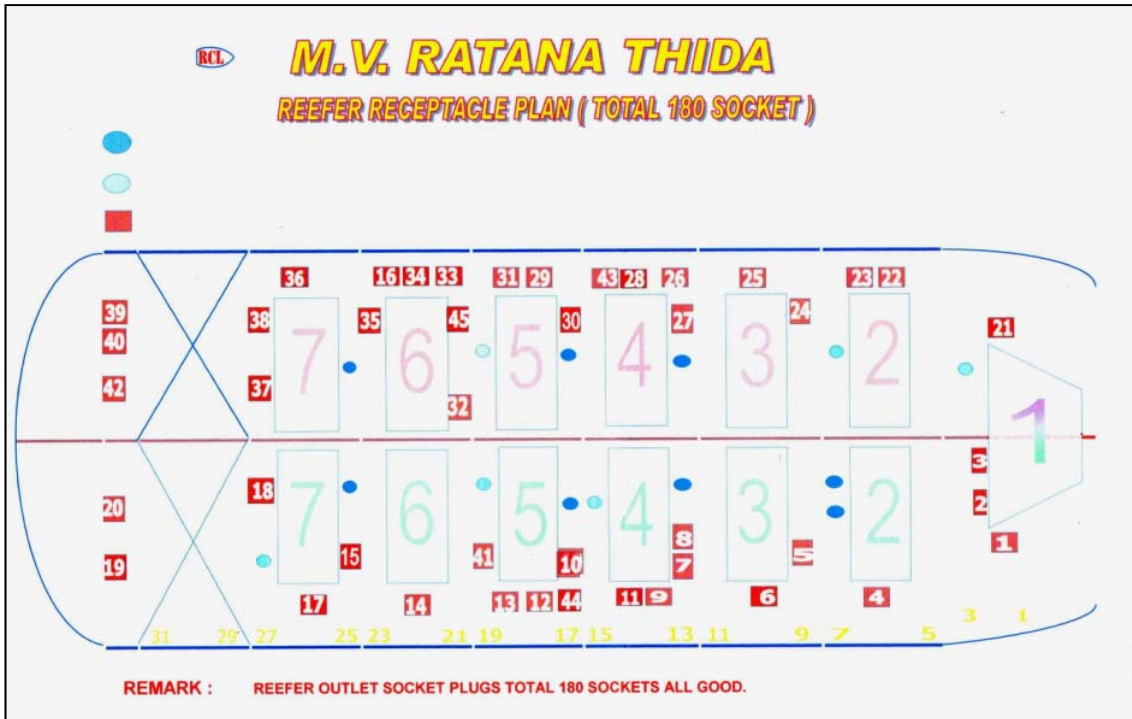 RCL
M.V. RATANA THIDA
REEFER RECEPTACLE PLAN ( TOTAL 180 SOCKET )
36 16 34 33 31 29 43 28 26 25 23 22
39 38 35 45 30 27 24 21
40
7 6 5 4 3 2 1
42 37 32
3
20 18 2
7 6 5 4 3 2
8 1
19 15 41 10 7 5
17 14 13 12 44 11 9 6 4
31 29 27 25 23 21 19 17 15 13 11 9 7 5 3 1
REMARK : REEFER OUTLET SOCKET PLUGS TOTAL 180 SOCKETS ALL GOOD.